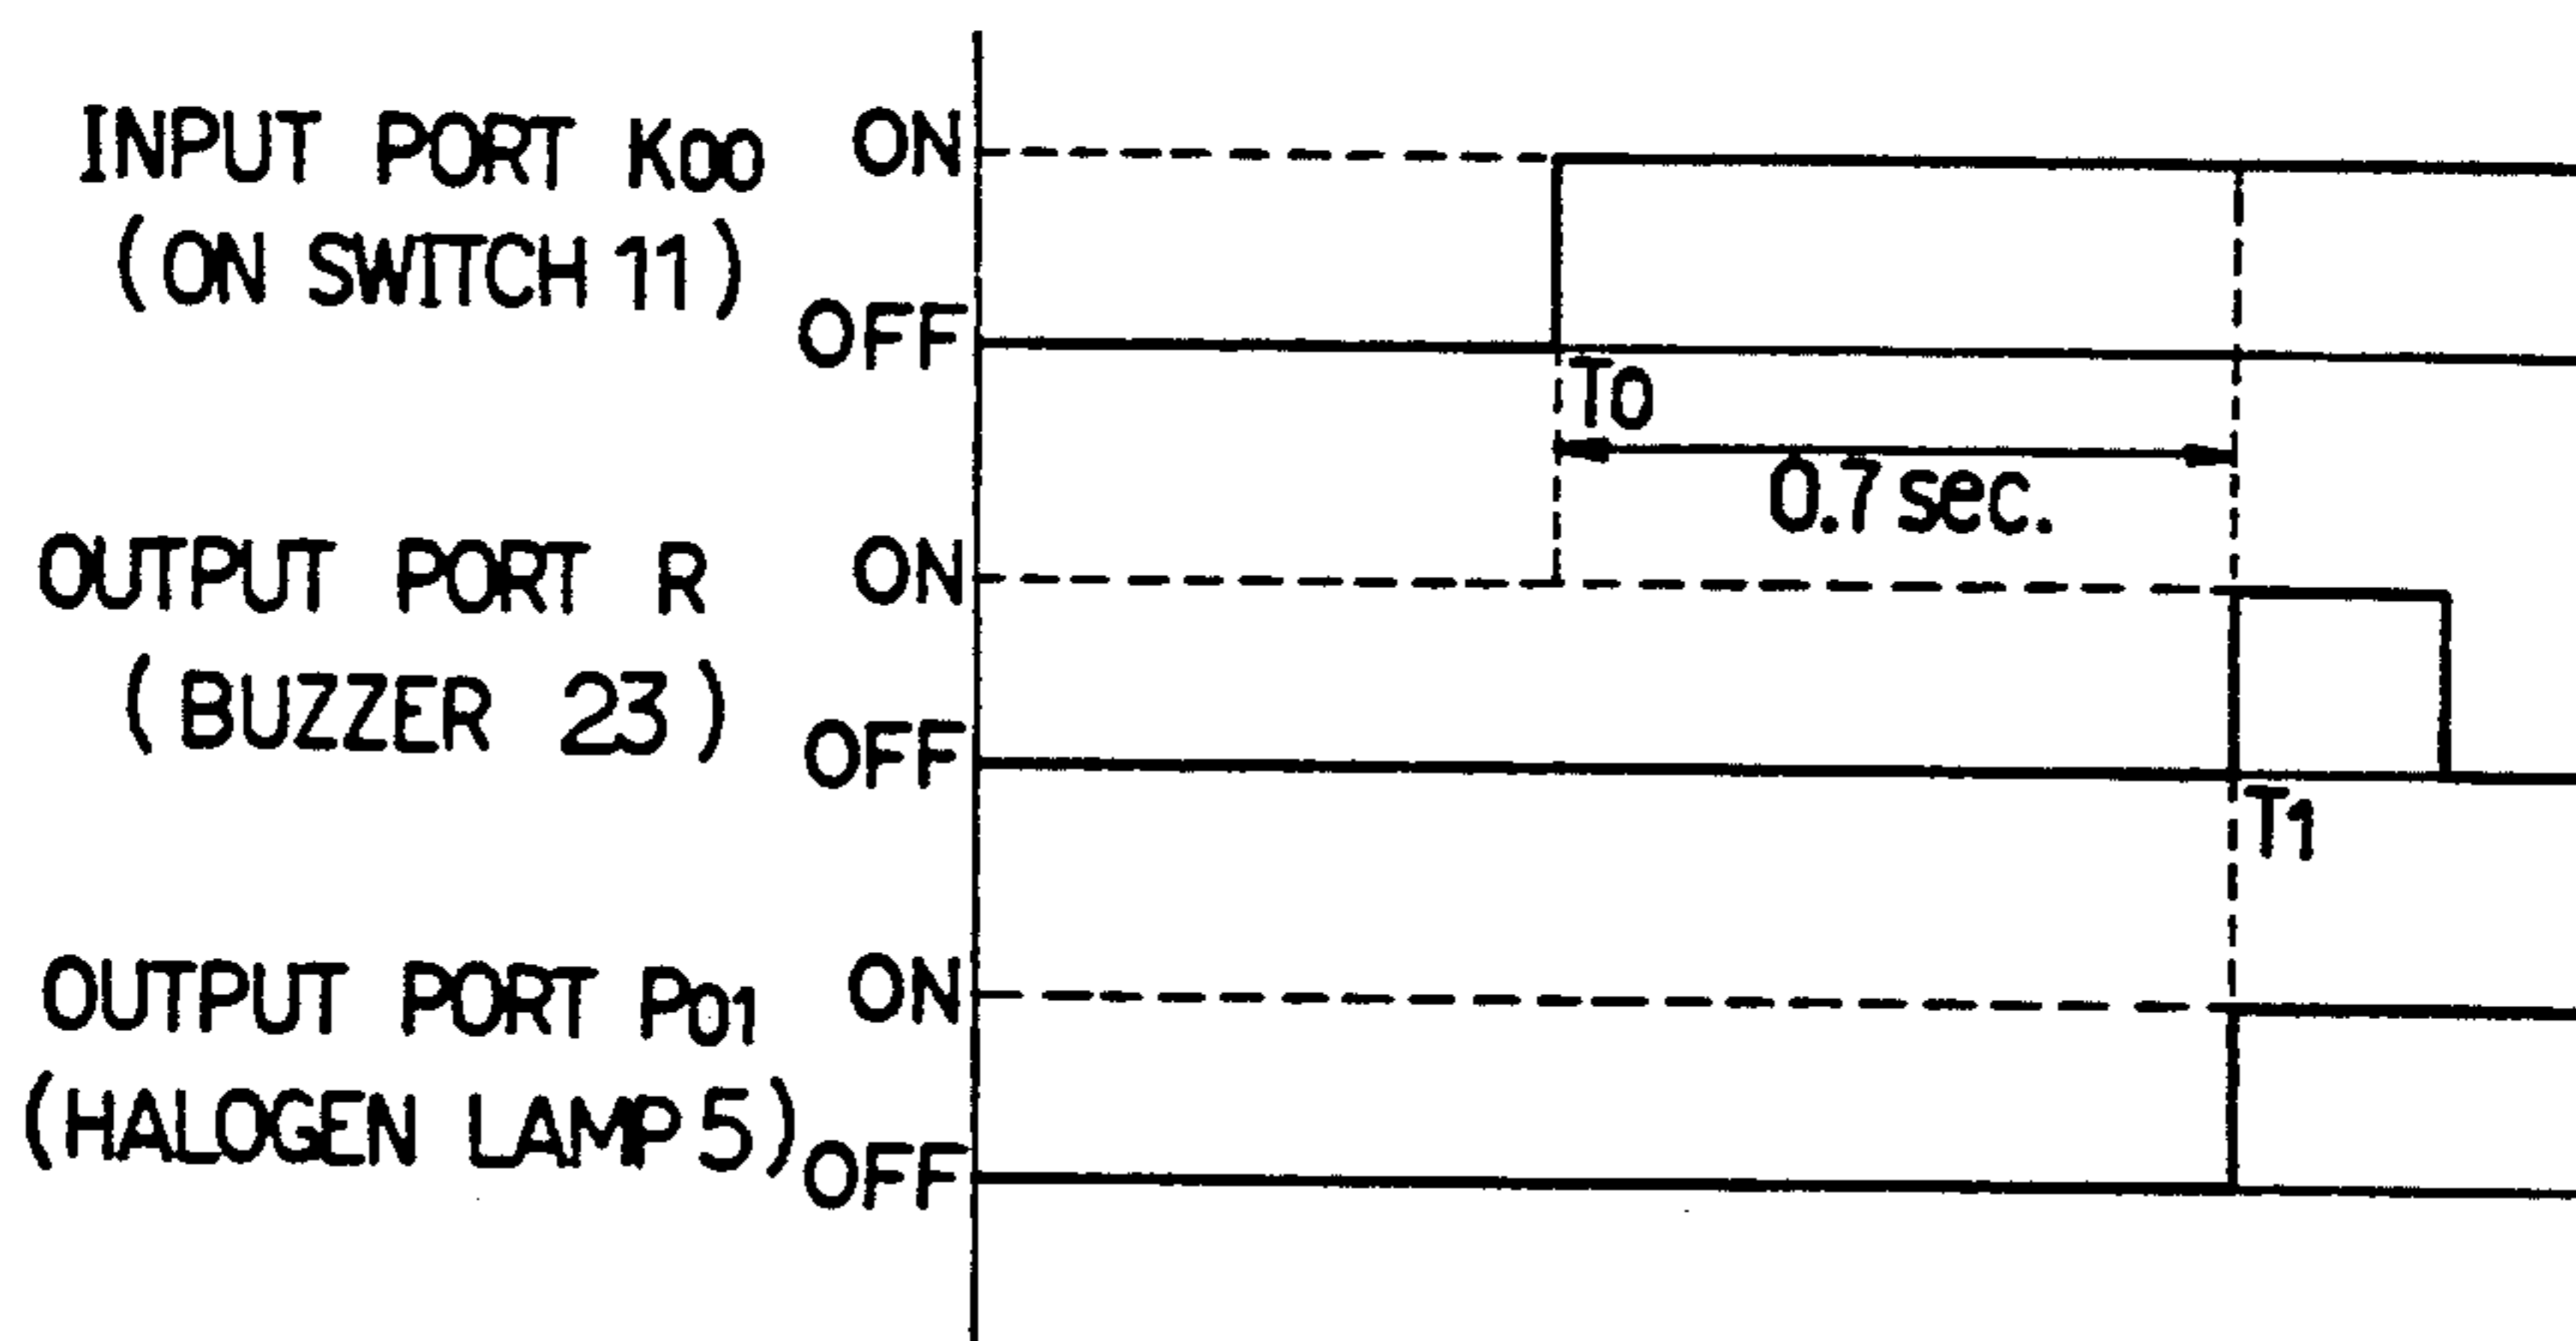 INPUT PORT K00 ON
(ON SWITCH 11)
OFF
T0
0.7 sec.
OUTPUT PORT R ON
(BUZZER 23)
OFF
T1
OUTPUT PORT P01 ON
(HALOGEN LAMP 5)
OFF